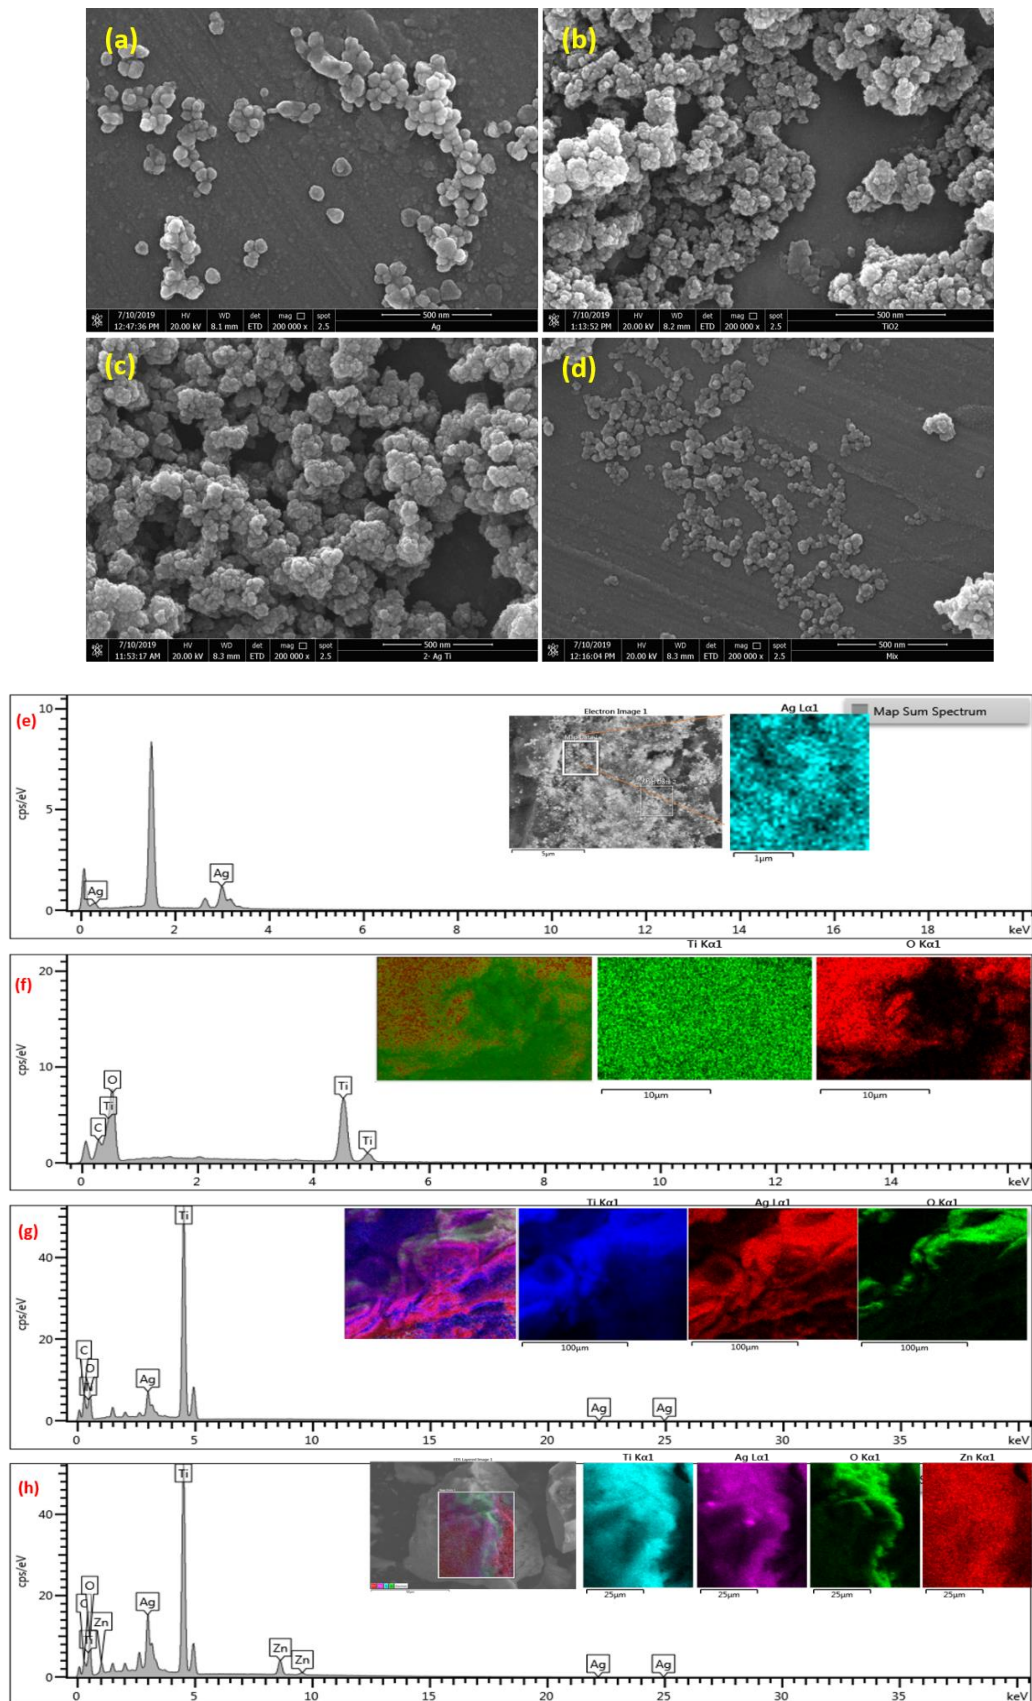 (a)
7/10/2019 HV WD det mag spot 500 nm
12:47:36 PM 20.00 kV 8.1 mm ETD 200 000 x 2.5 Ag
(b)
7/10/2019 HV WD det mag spot 500 nm
1:13:52 PM 20.00 kV 8.2 mm ETD 200 000 x 2.5 TiO2
(c)
7/10/2019 HV WD det mag spot 500 nm
11:53:17 AM 20.00 kV 8.3 mm ETD 200 000 x 2.5 2- Ag Ti
(d)
7/10/2019 HV WD det mag spot 500 nm
12:16:04 PM 20.00 kV 8.3 mm ETD 200 000 x 2.5 Mix
(e)
10
5
0
cps/eV
Electron Image 1
5µm
Ag Lα1
1µm
Map Sum Spectrum
Ag Ag
0 2 4 6 8 10 12 14 16 18 keV
(f)
20
10
0
cps/eV
Ti Kα1 O Kα1
10µm 10µm
C Ti O Ti Ti
0 2 4 6 8 10 12 14 16 keV
(g)
40
20
0
cps/eV
Ti Kα1 Ag Lα1 O Kα1
100µm 100µm 100µm
C O Ti Ag Ti Ag Ag
0 5 10 15 20 25 30 35 keV
(h)
40
20
0
cps/eV
EDS Layered Image 1
Ti Kα1 Ag Lα1 O Kα1 Zn Kα1
25µm 25µm 25µm 25µm
C O Ti Zn Ag Ti Zn Zn Ag Ag
0 5 10 15 20 25 30 35 keV